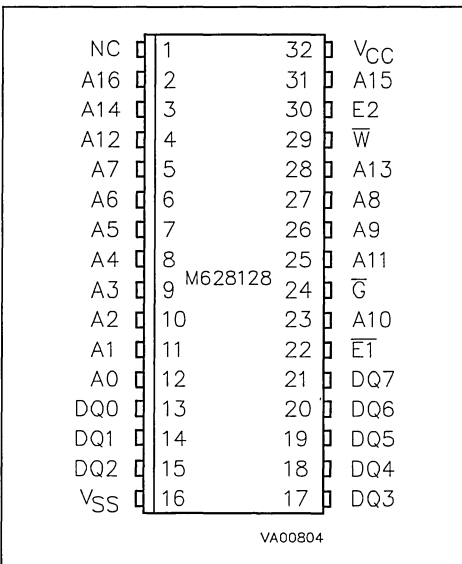 NC 1 32 V_CC
A16 2 31 A15
A14 3 30 E2
A12 4 29 W̅
A7 5 28 A13
A6 6 27 A8
A5 7 26 A9
A4 8 25 A11
M628128
A3 9 24 G̅
A2 10 23 A10
A1 11 22 E̅1̅
A0 12 21 DQ7
DQ0 13 20 DQ6
DQ1 14 19 DQ5
DQ2 15 18 DQ4
V_SS 16 17 DQ3
VA00804